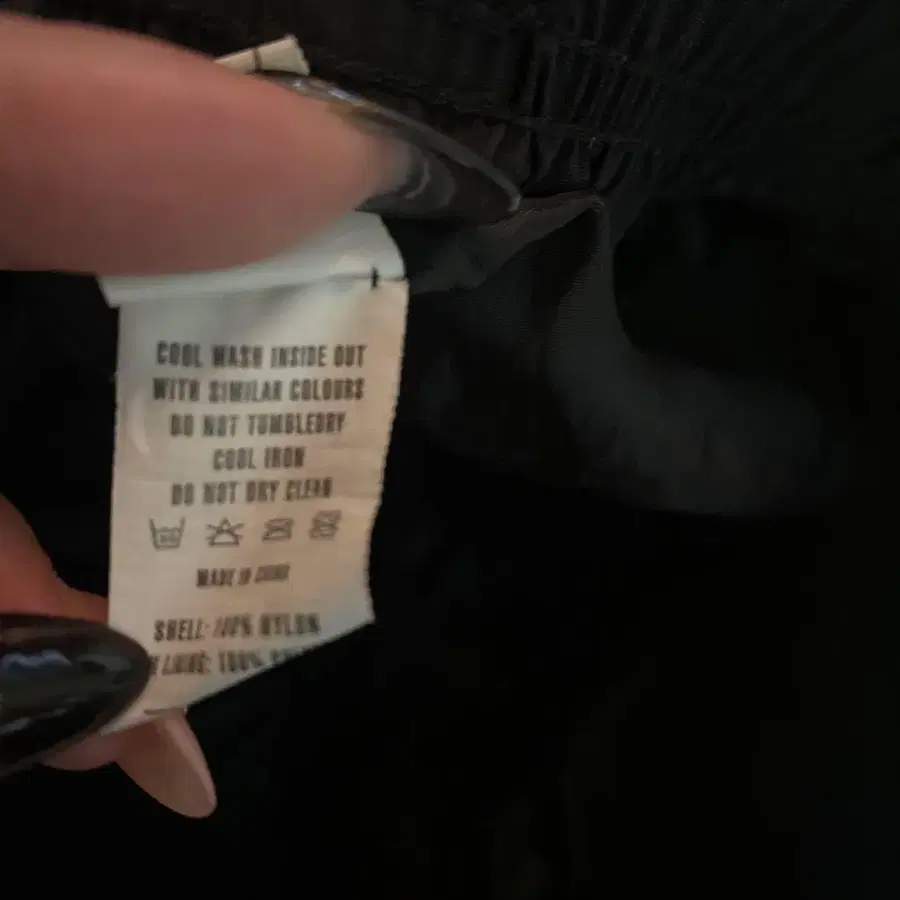 COOL WASH INSIDE OUT
WITH SIMILAR COLOURS
DO NOT TUMBLEDRY
COOL IRON
DO NOT DRY CLEAN
MADE IN CHINA
SHELL: 100% NYLON
100%